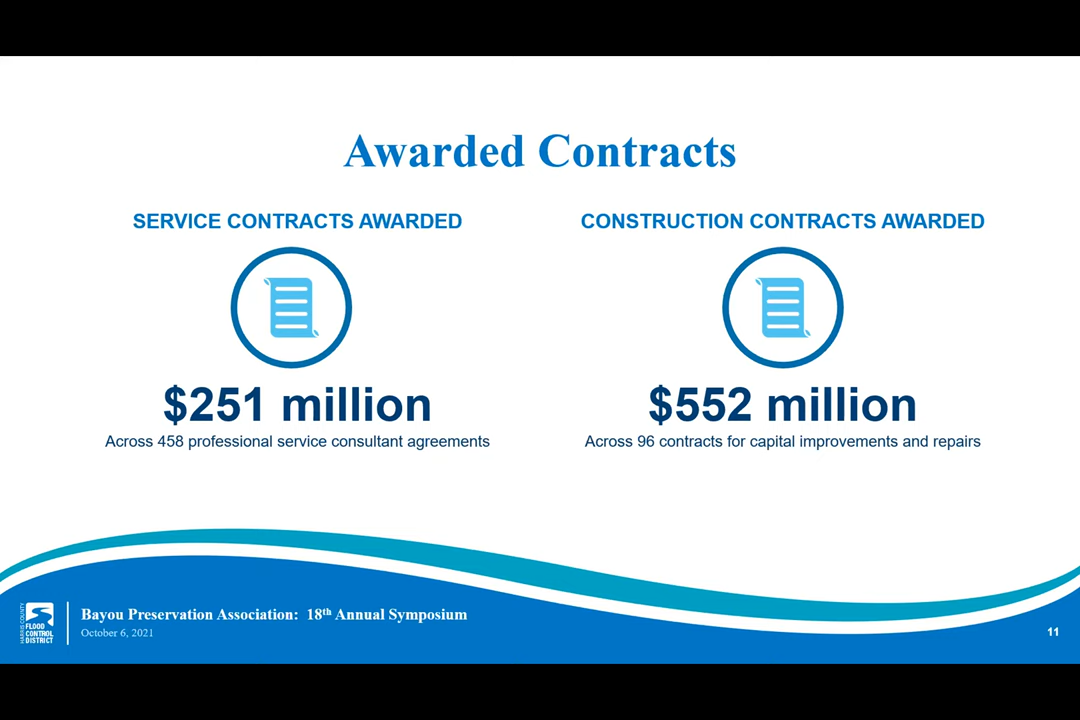 Awarded Contracts
SERVICE CONTRACTS AWARDED
$251 million
Across 458 professional service consultant agreements
CONSTRUCTION CONTRACTS AWARDED
$552 million
Across 96 contracts for capital improvements and repairs
HARRIS COUNTY
FLOOD
CONTROL
DISTRICT
Bayou Preservation Association: 18th Annual Symposium
October 6, 2021
11